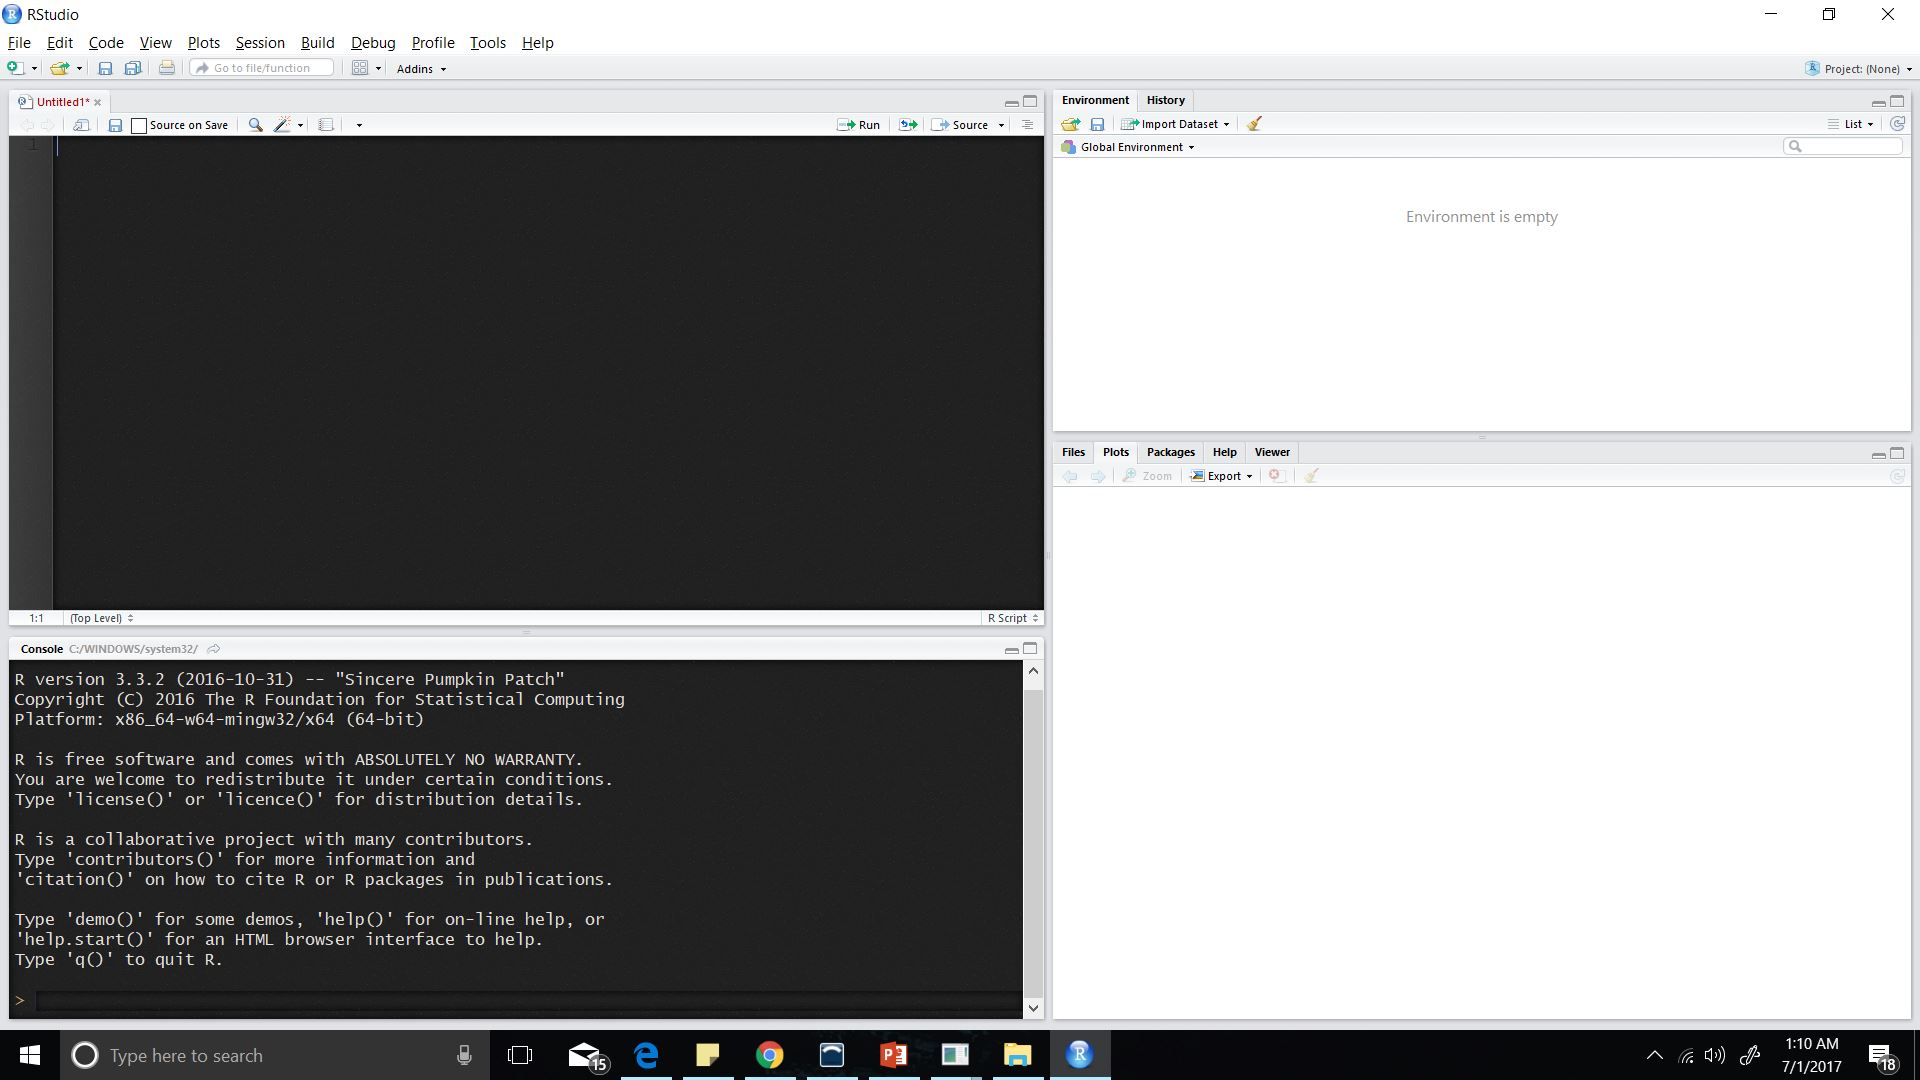 RStudio
File Edit Code View Plots Session Build Debug Profile Tools Help
Go to file/function Addins Project: (None)
Untitled1*
Source on Save Run Source
1
1:1 (Top Level) R Script
Console C:/WINDOWS/system32/
R version 3.3.2 (2016-10-31) -- "Sincere Pumpkin Patch"
Copyright (C) 2016 The R Foundation for Statistical Computing
Platform: x86_64-w64-mingw32/x64 (64-bit)
R is free software and comes with ABSOLUTELY NO WARRANTY.
You are welcome to redistribute it under certain conditions.
Type 'license()' or 'licence()' for distribution details.
R is a collaborative project with many contributors.
Type 'contributors()' for more information and
'citation()' on how to cite R or R packages in publications.
Type 'demo()' for some demos, 'help()' for on-line help, or
'help.start()' for an HTML browser interface to help.
Type 'q()' to quit R.
>
Environment History
Import Dataset List
Global Environment
Environment is empty
Files Plots Packages Help Viewer
Zoom Export
Type here to search 15 1:10 AM
7/1/2017 18